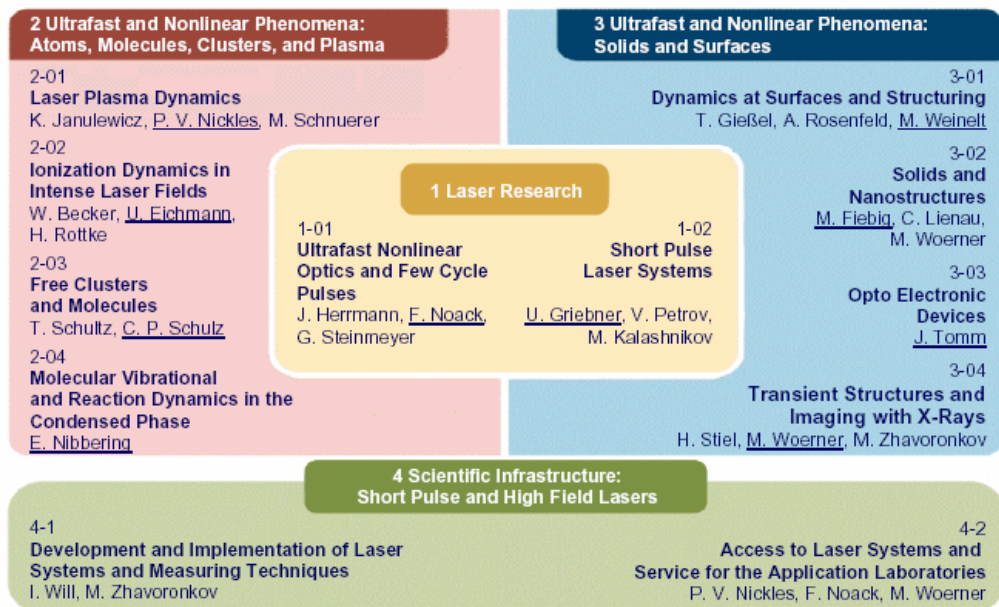 2 Ultrafast and Nonlinear Phenomena:
Atoms, Molecules, Clusters, and Plasma
2-01
Laser Plasma Dynamics
K. Janulewicz, P. V. Nickles, M. Schnuerer
2-02
Ionization Dynamics in
Intense Laser Fields
W. Becker, U. Eichmann,
H. Rottke
2-03
Free Clusters
and Molecules
T. Schultz, C. P. Schulz
2-04
Molecular Vibrational
and Reaction Dynamics in the
Condensed Phase
E. Nibbering
1 Laser Research
1-01
Ultrafast Nonlinear
Optics and Few Cycle
Pulses
J. Herrmann, F. Noack,
G. Steinmeyer
1-02
Short Pulse
Laser Systems
U. Griebner, V. Petrov,
M. Kalashnikov
3 Ultrafast and Nonlinear Phenomena:
Solids and Surfaces
3-01
Dynamics at Surfaces and Structuring
T. Gießel, A. Rosenfeld, M. Weinelt
3-02
Solids and
Nanostructures
M. Fiebig, C. Lienau,
M. Woerner
3-03
Opto Electronic
Devices
J. Tomm
3-04
Transient Structures and
Imaging with X-Rays
H. Stiel, M. Woerner, M. Zhavoronkov
4 Scientific Infrastructure:
Short Pulse and High Field Lasers
4-1
Development and Implementation of Laser
Systems and Measuring Techniques
I. Will, M. Zhavoronkov
4-2
Access to Laser Systems and
Service for the Application Laboratories
P. V. Nickles, F. Noack, M. Woerner